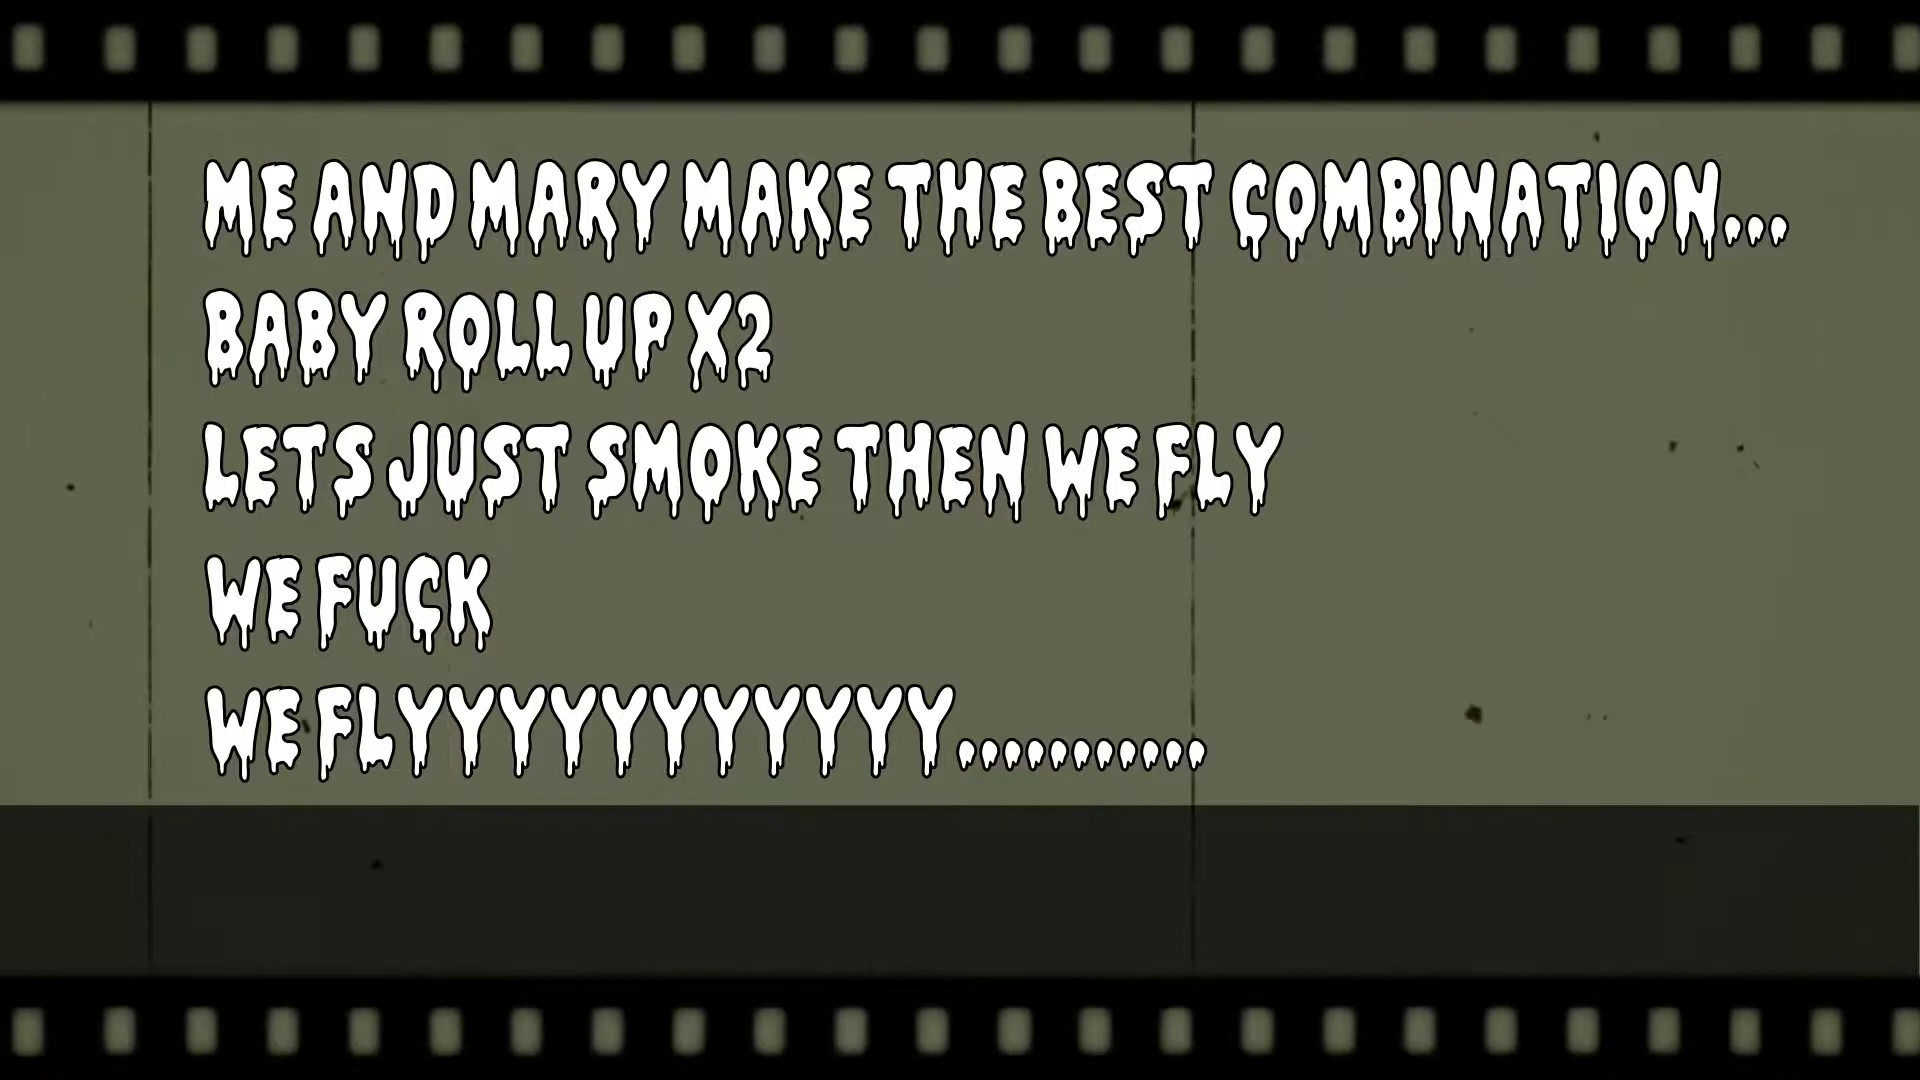 ME AND MARY MAKE THE BEST COMBINATION...
BABY ROLL UP X2
LETS JUST SMOKE THEN WE FLY
WE FUCK
WE FLYYYYYYYYYYY...........